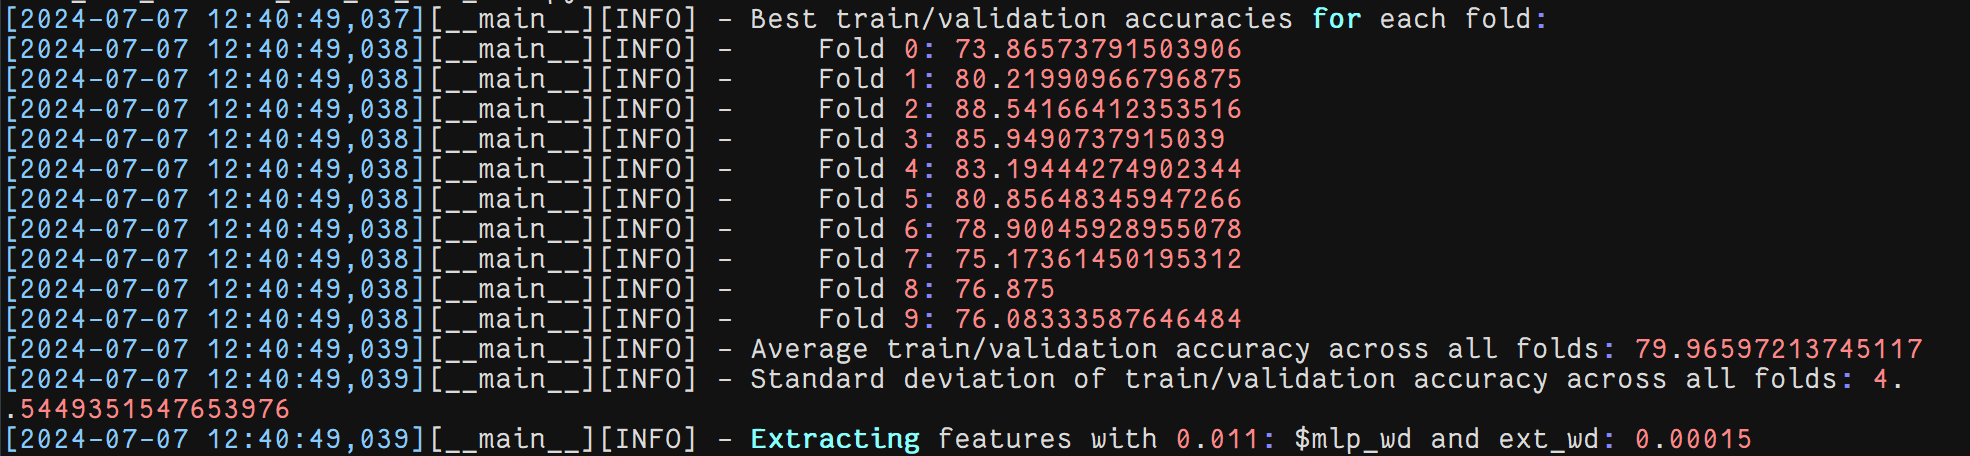 [2024-07-07 12:40:49,037][__main__][INFO] - Best train/validation accuracies for each fold:
[2024-07-07 12:40:49,038][__main__][INFO] -     Fold 0: 73.86573791503906
[2024-07-07 12:40:49,038][__main__][INFO] -     Fold 1: 80.21990966796875
[2024-07-07 12:40:49,038][__main__][INFO] -     Fold 2: 88.54166412353516
[2024-07-07 12:40:49,038][__main__][INFO] -     Fold 3: 85.9490737915039
[2024-07-07 12:40:49,038][__main__][INFO] -     Fold 4: 83.19444274902344
[2024-07-07 12:40:49,038][__main__][INFO] -     Fold 5: 80.85648345947266
[2024-07-07 12:40:49,038][__main__][INFO] -     Fold 6: 78.90045928955078
[2024-07-07 12:40:49,038][__main__][INFO] -     Fold 7: 75.17361450195312
[2024-07-07 12:40:49,038][__main__][INFO] -     Fold 8: 76.875
[2024-07-07 12:40:49,038][__main__][INFO] -     Fold 9: 76.08333587646484
[2024-07-07 12:40:49,039][__main__][INFO] - Average train/validation accuracy across all folds: 79.96597213745117
[2024-07-07 12:40:49,039][__main__][INFO] - Standard deviation of train/validation accuracy across all folds: 4.
.5449351547653976
[2024-07-07 12:40:49,039][__main__][INFO] - Extracting features with 0.011: $mlp_wd and ext_wd: 0.00015